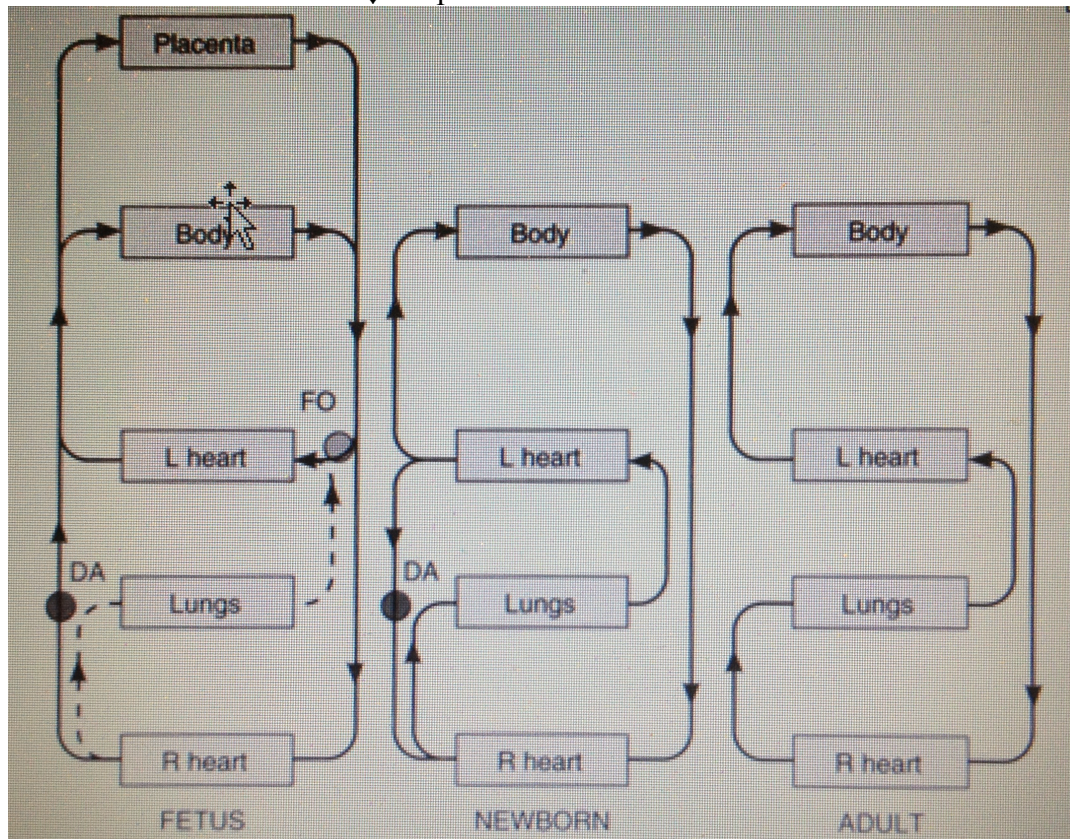 Placenta
Body Body Body
FO
L heart L heart L heart
DA DA
Lungs Lungs Lungs
R heart R heart R heart
FETUS NEWBORN ADULT